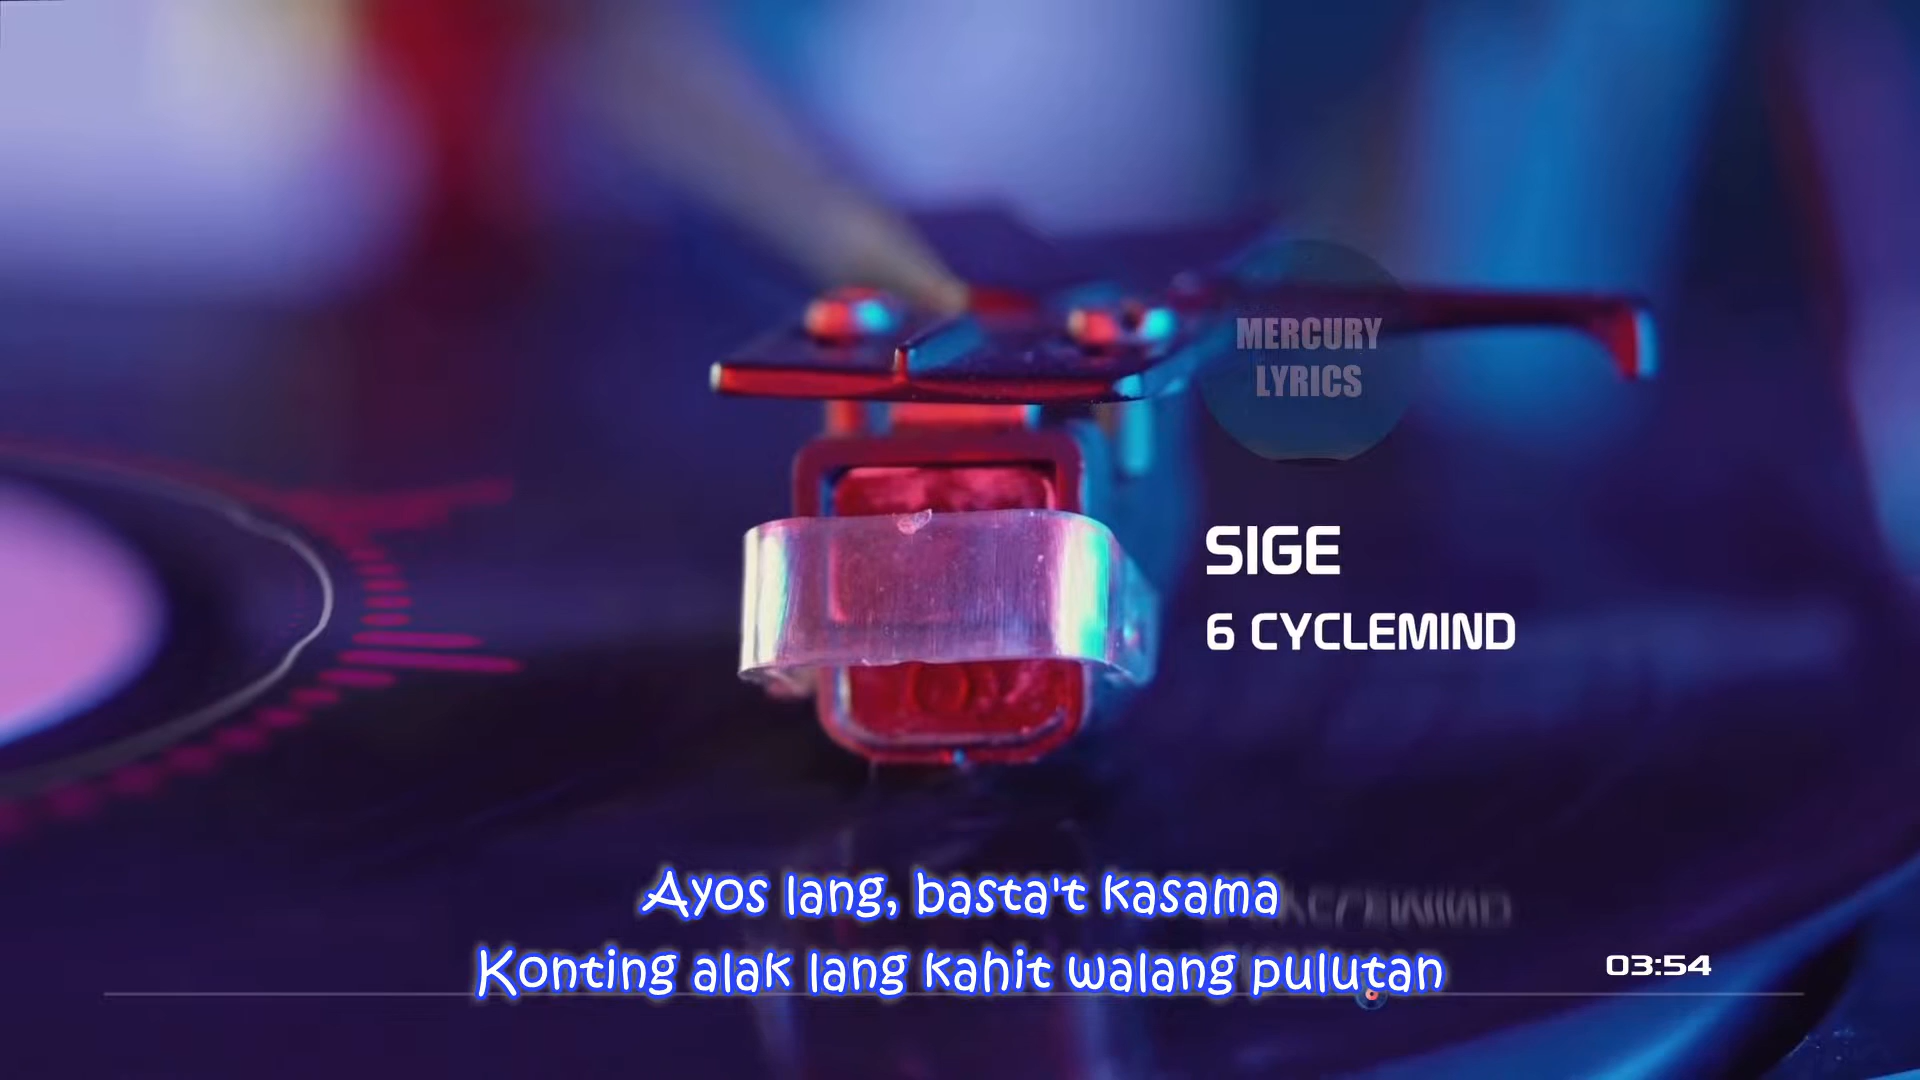 MERCURY
LYRICS
SIGE
6 CYCLEMIND
Ayos lang, basta't kasama
Konting alak lang kahit walang pulutan
03:54